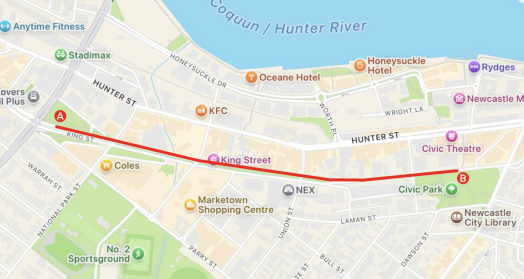 Coquun / Hunter River
Anytime Fitness
Stadimax
HONEYSUCKLE DR
Honeysuckle
Hotel
Rydges
Oceane Hotel
HUNTER ST
KFC
WORTH PL
WRIGHT LA
Newcastle M
A
KING ST
HUNTER ST
Civic Theatre
Coles
King Street
B
WARRAH ST
NATIONAL PARK ST
Marketown
Shopping Centre
NEX
Civic Park
UNION ST
LAMAN ST
Newcastle
City Library
No. 2
Sportsground
PARRY ST
BULL ST
DAWSON ST